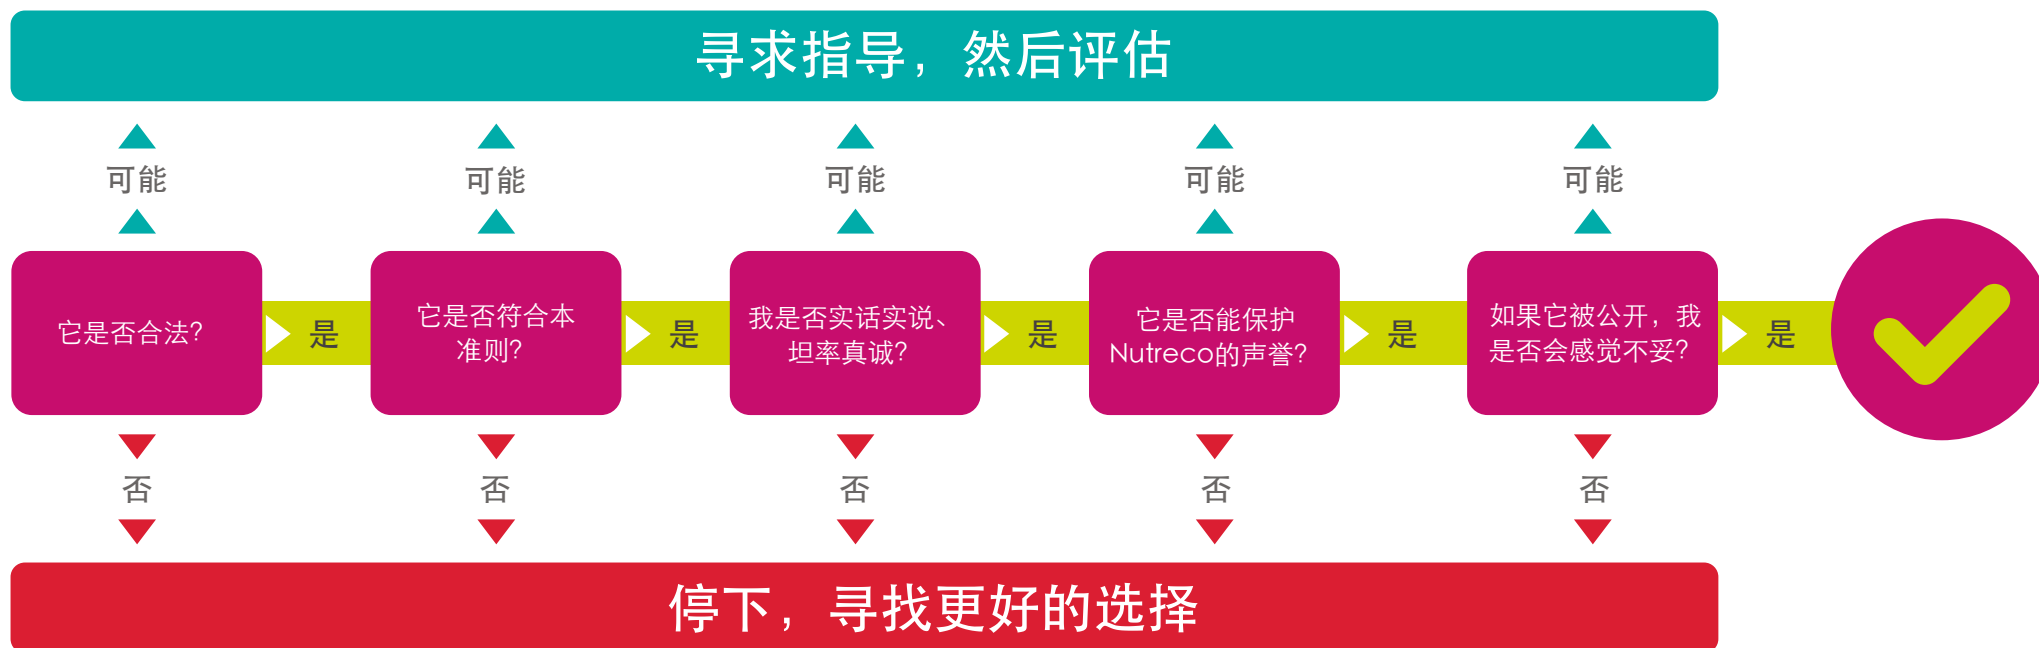 寻求指导，然后评估
可能
可能
可能
可能
可能
它是否合法？
是
它是否符合本
准则？
是
我是否实话实说、
坦率真诚？
是
它是否能保护
Nutreco的声誉？
是
如果它被公开，我
是否会感觉不妥？
是
否
否
否
否
否
停下，寻找更好的选择